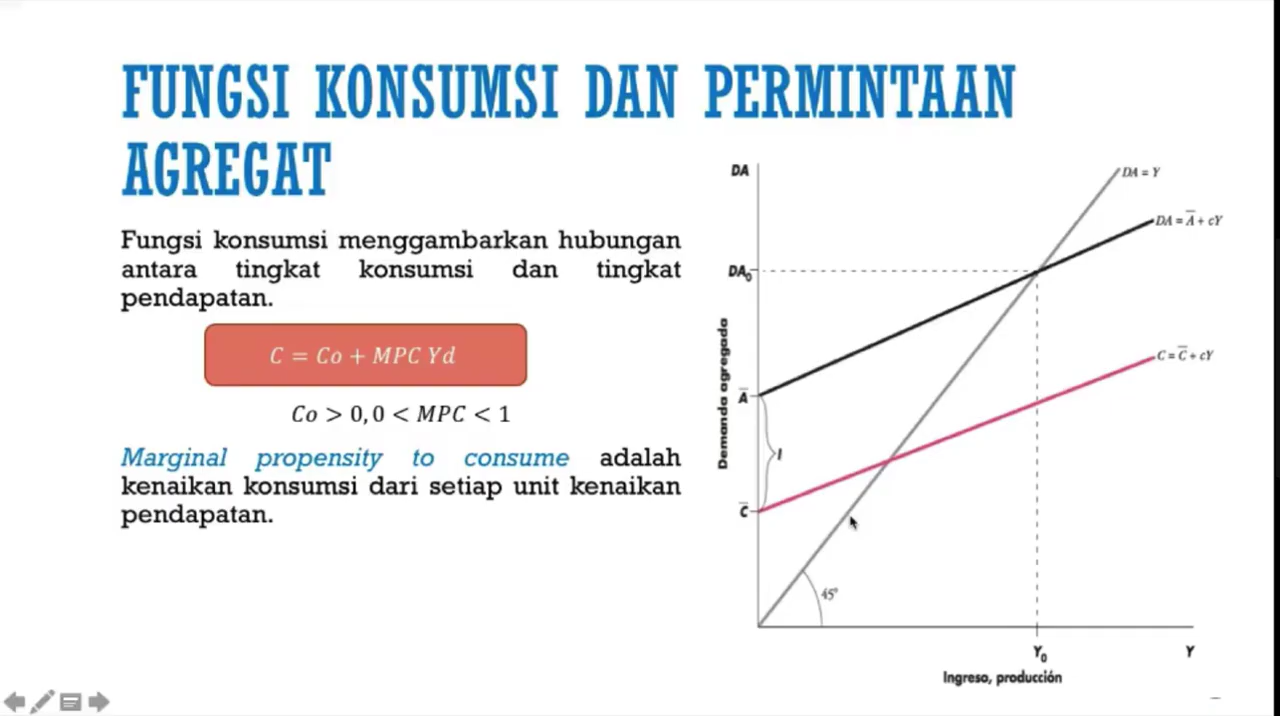 FUNGSI KONSUMSI DAN PERMINTAAN
AGREGAT
Fungsi konsumsi menggambarkan hubungan
antara tingkat konsumsi dan tingkat
pendapatan.
C = Co + MPC Yd
Co > 0, 0 < MPC < 1
Marginal propensity to consume adalah
kenaikan konsumsi dari setiap unit kenaikan
pendapatan.
DA
DA = Y
DA = A̅ + cY
DA₀
Demanda agregada
A̅
C = C̅ + cY
I
C̅
45°
Y₀
Y
Ingreso, producción